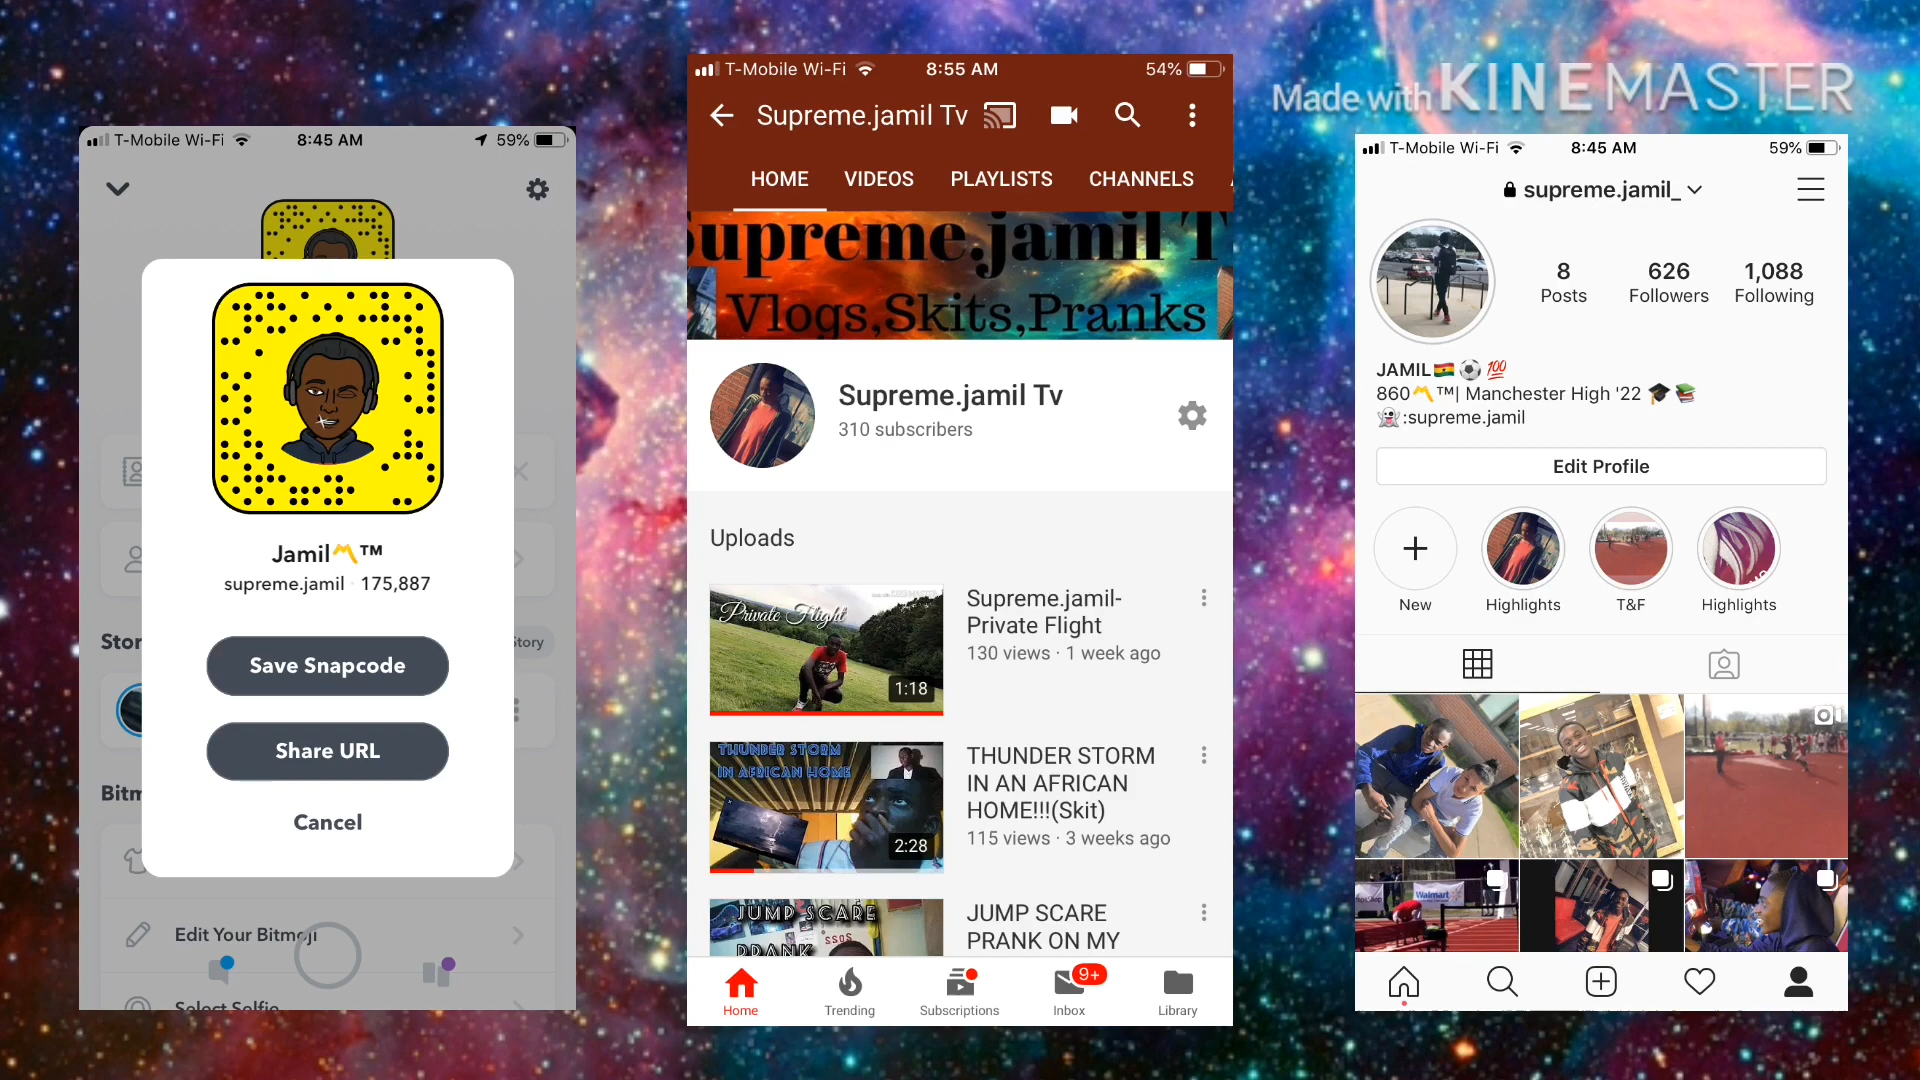 Made with KINEMASTER
T-Mobile Wi-Fi 8:45 AM 59%
Jamil〽️™
supreme.jamil · 175,887
Stor
Story
Save Snapcode
Share URL
Bitm
Cancel
Edit Your Bitmoji
Select Selfie
T-Mobile Wi-Fi 8:55 AM 54%
Supreme.jamil Tv
HOME VIDEOS PLAYLISTS CHANNELS
Supreme.jamil T
Vlogs,Skits,Pranks
Supreme.jamil Tv
310 subscribers
Uploads
Private Flight
1:18
Supreme.jamil-
Private Flight
130 views · 1 week ago
THUNDER STORM
IN AFRICAN HOME
2:28
THUNDER STORM
IN AN AFRICAN
HOME!!!(Skit)
115 views · 3 weeks ago
JUMP SCARE
PRANK
JUMP SCARE
PRANK ON MY
Home Trending Subscriptions Inbox Library
9+
T-Mobile Wi-Fi 8:45 AM 59%
supreme.jamil_
8 626 1,088
Posts Followers Following
JAMIL🇬🇭⚽💯
860〽️™| Manchester High '22 🎓📚
👻:supreme.jamil
Edit Profile
New Highlights T&F Highlights
Walmart